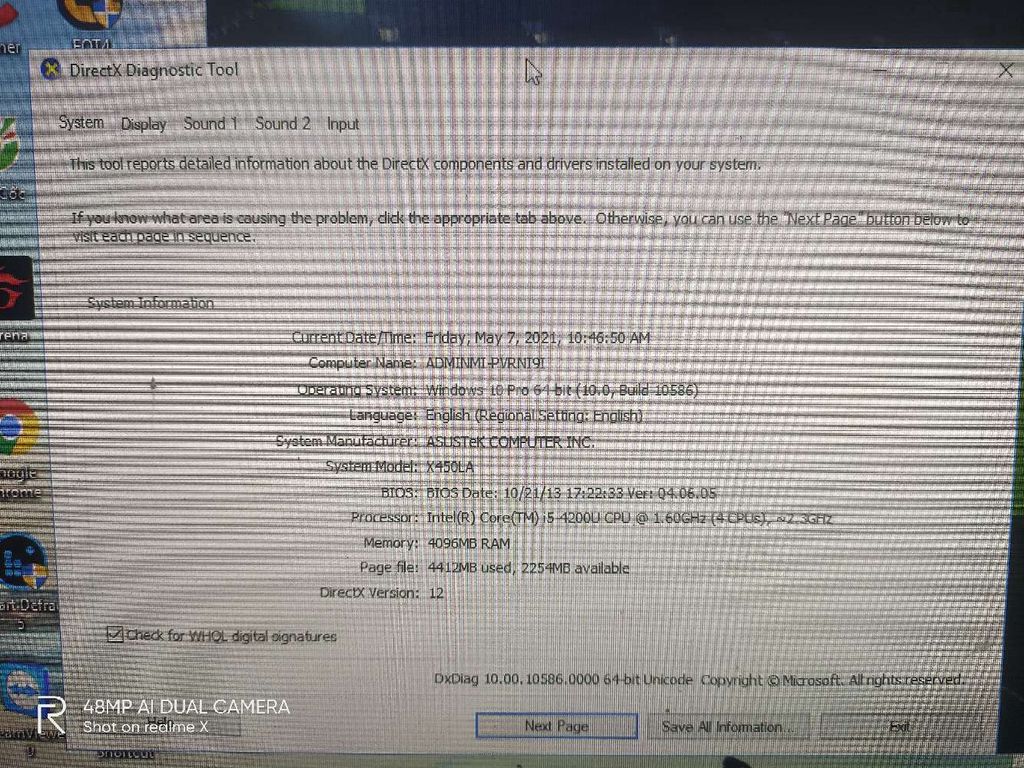 DirectX Diagnostic Tool
System Display Sound 1 Sound 2 Input
This tool reports detailed information about the DirectX components and drivers installed on your system.
If you know what area is causing the problem, click the appropriate tab above. Otherwise, you can use the "Next Page" button below to
visit each page in sequence.
System Information
Current Date/Time: Friday, May 7, 2021, 10:46:50 AM
Computer Name: ADMINMI-PVRNI9I
Operating System: Windows 10 Pro 64-bit (10.0, Build 10586)
Language: English (Regional Setting: English)
System Manufacturer: ASUSTeK COMPUTER INC.
System Model: X450LA
BIOS: BIOS Date: 10/21/13 17:22:33 Ver: 04.06.05
Processor: Intel(R) Core(TM) i5-4200U CPU @ 1.60GHz (4 CPUs), ~2.3GHz
Memory: 4096MB RAM
Page file: 4412MB used, 2254MB available
DirectX Version: 12
Check for WHQL digital signatures
DxDiag 10.00.10586.0000 64-bit Unicode Copyright © Microsoft. All rights reserved.
Help Next Page Save All Information... Exit
48MP AI DUAL CAMERA
Shot on realme X